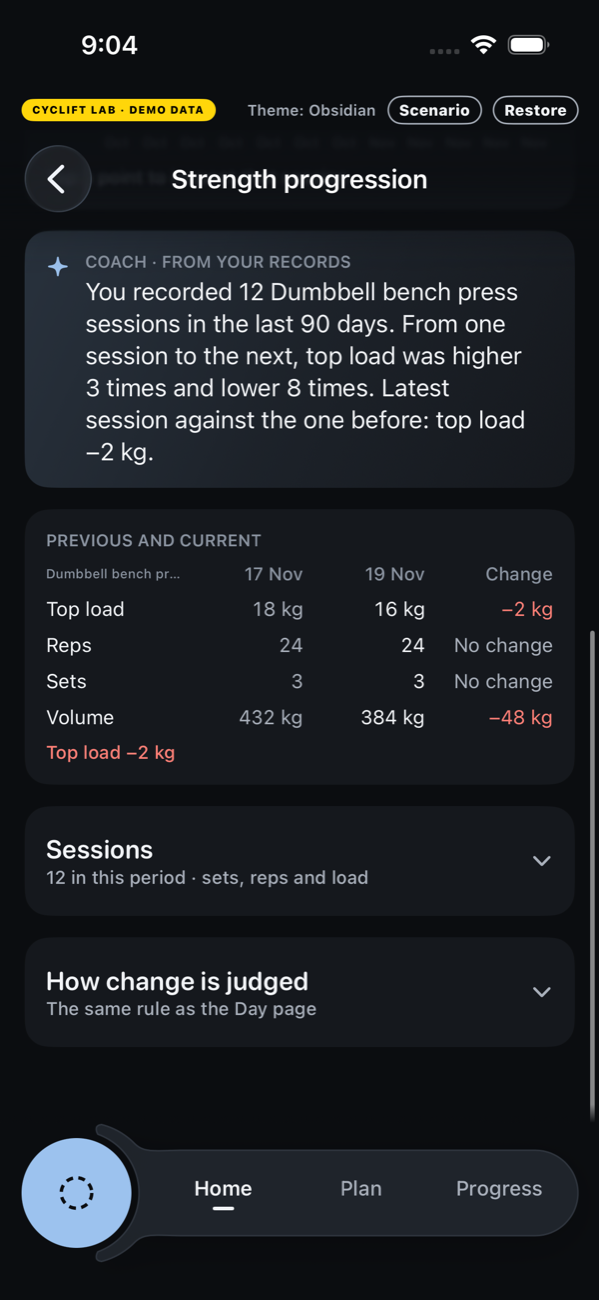 9:04
CYCLIFT LAB · DEMO DATA Theme: Obsidian Scenario Restore
Strength progression
COACH · FROM YOUR RECORDS
You recorded 12 Dumbbell bench press
sessions in the last 90 days. From one
session to the next, top load was higher
3 times and lower 8 times. Latest
session against the one before: top load
−2 kg.
PREVIOUS AND CURRENT
Dumbbell bench pr... 17 Nov 19 Nov Change
Top load 18 kg 16 kg −2 kg
Reps 24 24 No change
Sets 3 3 No change
Volume 432 kg 384 kg −48 kg
Top load −2 kg
Sessions
12 in this period · sets, reps and load
How change is judged
The same rule as the Day page
Home Plan Progress